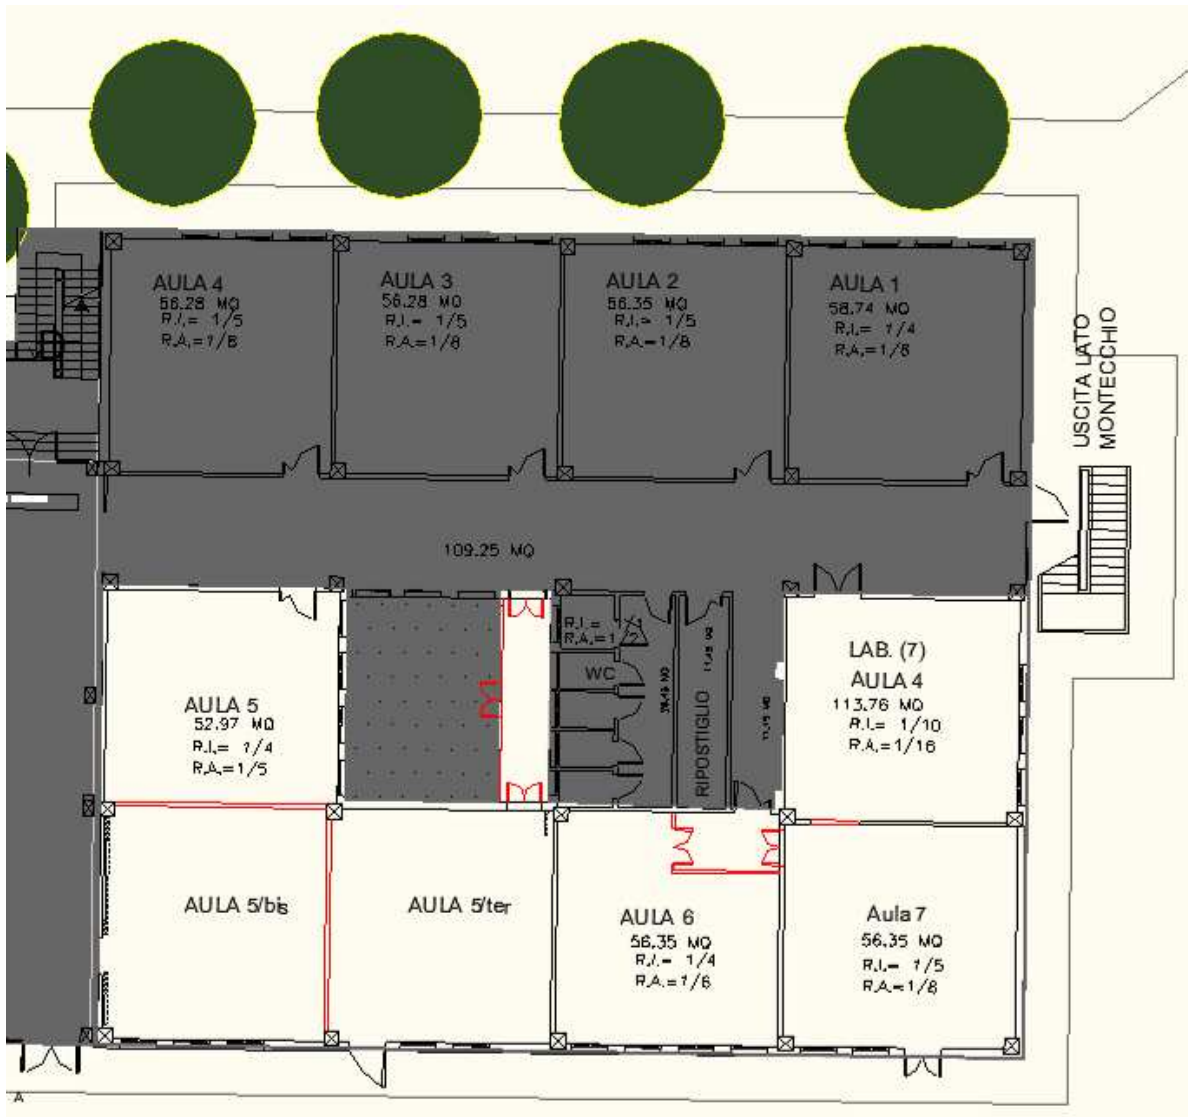 AULA 4
56.28 MQ
R.I.= 1/5
R.A.=1/8
AULA 3
56.28 MQ
R.I.= 1/5
R.A.=1/8
AULA 2
56.35 MQ
R.I.= 1/5
R.A.=1/8
AULA 1
58.74 MQ
R.I.= 1/4
R.A.=1/8
USCITA LATO
MONTECCHIO
109.25 MQ
R.I.= 1/1
R.A.=1/2
WC
RIPOSTIGLIO
AULA 5
52.97 MQ
R.I.= 1/4
R.A.=1/5
LAB. (7)
AULA 4
113.76 MQ
R.I.= 1/10
R.A.=1/16
AULA 5/bis
AULA 5/ter
AULA 6
56.35 MQ
R.I.= 1/4
R.A.=1/6
Aula 7
56.35 MQ
R.I.= 1/5
R.A.=1/8
A